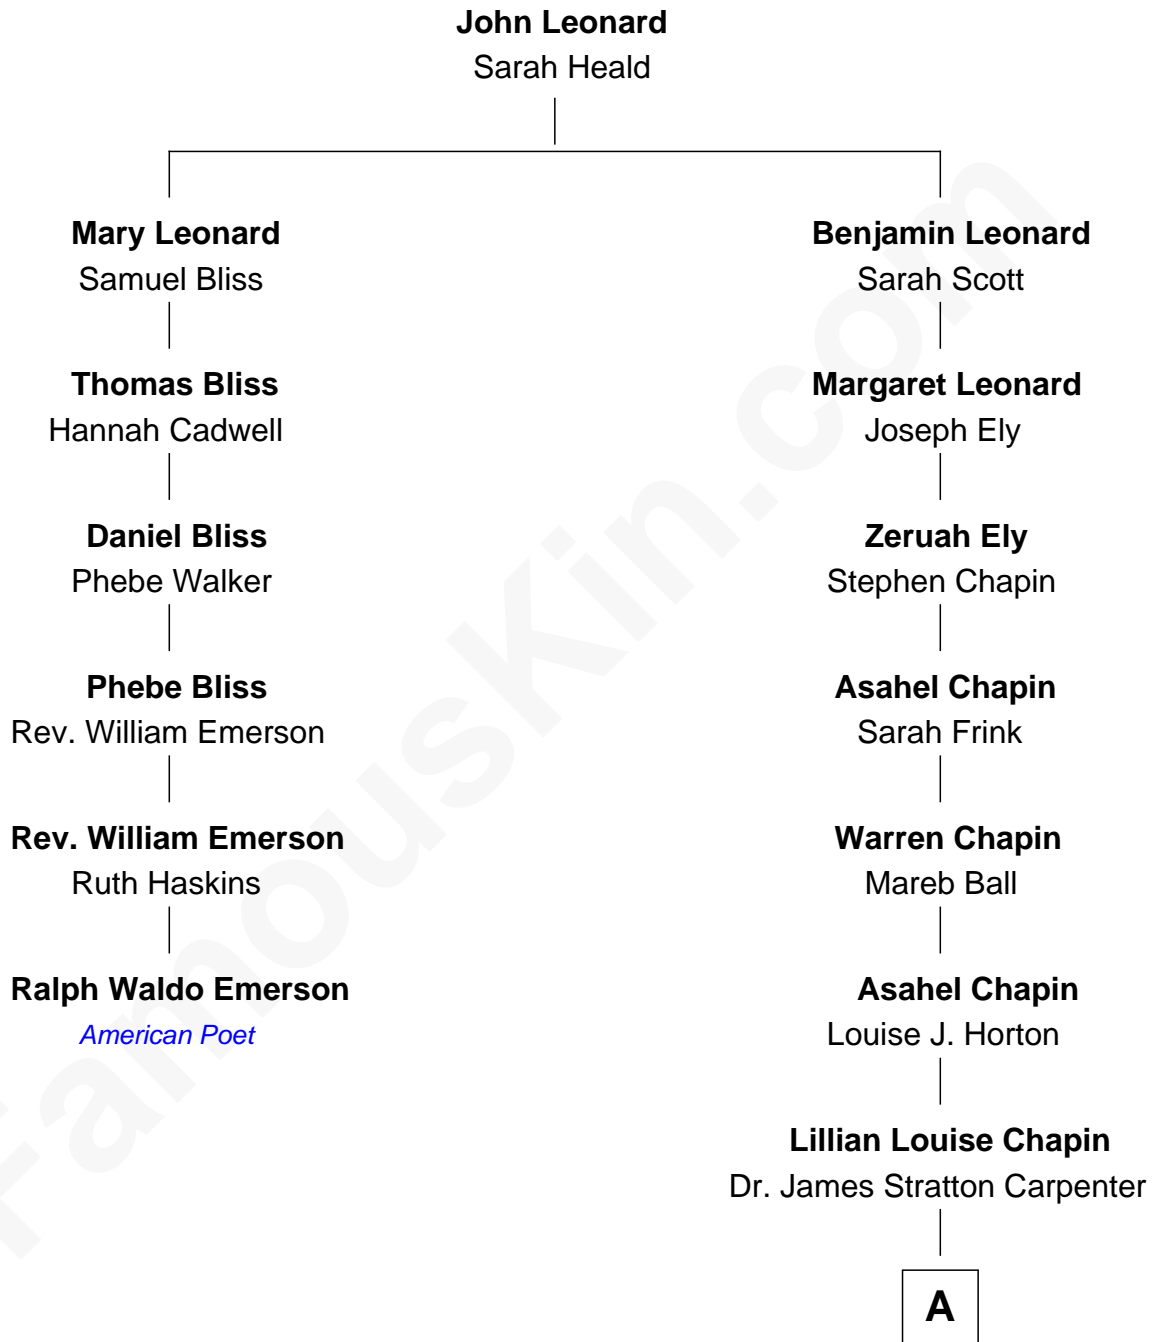 John Leonard
Sarah Heald
Mary Leonard
Samuel Bliss
Benjamin Leonard
Sarah Scott
Thomas Bliss
Hannah Cadwell
Margaret Leonard
Joseph Ely
Daniel Bliss
Phebe Walker
Zeruah Ely
Stephen Chapin
Phebe Bliss
Rev. William Emerson
Asahel Chapin
Sarah Frink
Rev. William Emerson
Ruth Haskins
Warren Chapin
Mareb Ball
Ralph Waldo Emerson
American Poet
Asahel Chapin
Louise J. Horton
Lillian Louise Chapin
Dr. James Stratton Carpenter
A
FamousKin.com